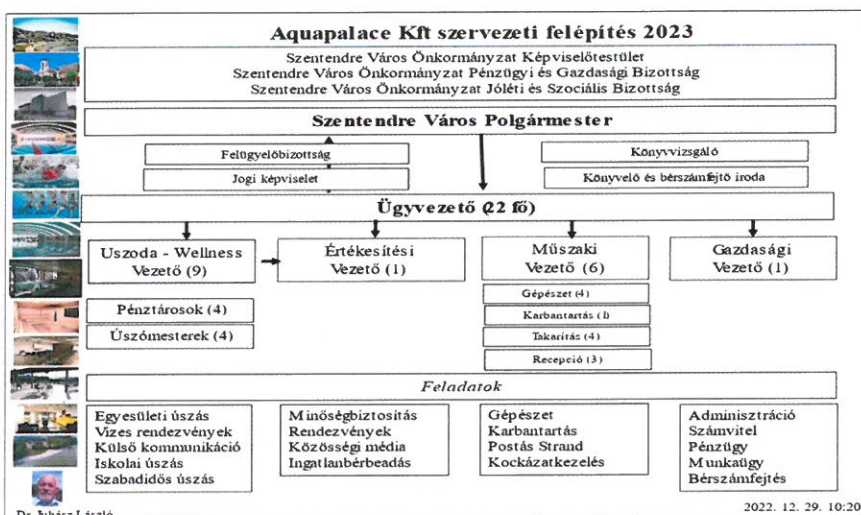 Aquapalace Kft szervezeti felépítés 2023
Szentendre Város Önkormányzat Képviselőtestület
Szentendre Város Önkormányzat Pénzügyi és Gazdasági Bizottság
Szentendre Város Önkormányzat Jóléti és Szociális Bizottság
Szentendre Város Polgármester
Felügyelőbizottság
Jogi képviselet
Könyvvizsgáló
Könyvelő és bérszámfejtő iroda
Ügyvezető (22 fő)
Uszoda - Wellness
Vezető (9)
Értékesítési
Vezető (1)
Műszaki
Vezető (6)
Gazdasági
Vezető (1)
Pénztárosok (4)
Úszómesterek (4)
Gépészet (4)
Karbantartás (1)
Takarítás (4)
Recepció (3)
Feladatok
Egyesületi úszás
Vizes rendezvények
Külső kommunikáció
Iskolai úszás
Szabadidős úszás
Minőségbiztosítás
Rendezvények
Közösségi média
Ingatlanbérbeadás
Gépészet
Karbantartás
Postás Strand
Kockázatkezelés
Adminisztráció
Számvitel
Pénzügy
Munkaügy
Bérszámfejtés
Dr. Juhász László
2022. 12. 29. 10:20